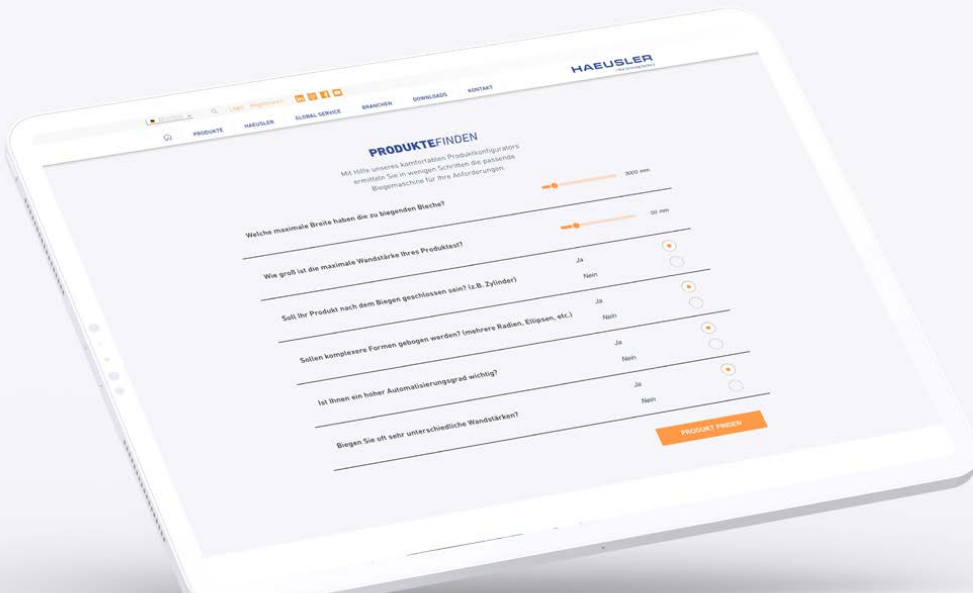 HAEUSLER
PRODUKTE HAEUSLER GLOBAL SERVICE BRANCHEN DOWNLOADS KONTAKT
PRODUKTEFINDEN
Mit Hilfe unseres komfortablen Produktkonfigurators
ermitteln Sie in wenigen Schritten die passende
Biegemaschine für Ihre Anforderungen.
Welche maximale Breite haben die zu biegenden Bleche?
3000 mm
Wie groß ist die maximale Wandstärke Ihres Produktest?
50 mm
Soll Ihr Produkt nach dem Biegen geschlossen sein? (z.B. Zylinder)
Ja
Nein
Sollen komplexere Formen gebogen werden? (mehrere Radien, Ellipsen, etc.)
Ja
Nein
Ist Ihnen ein hoher Automatisierungsgrad wichtig?
Ja
Nein
Biegen Sie oft sehr unterschiedliche Wandstärken?
Ja
Nein
PRODUKT FINDEN